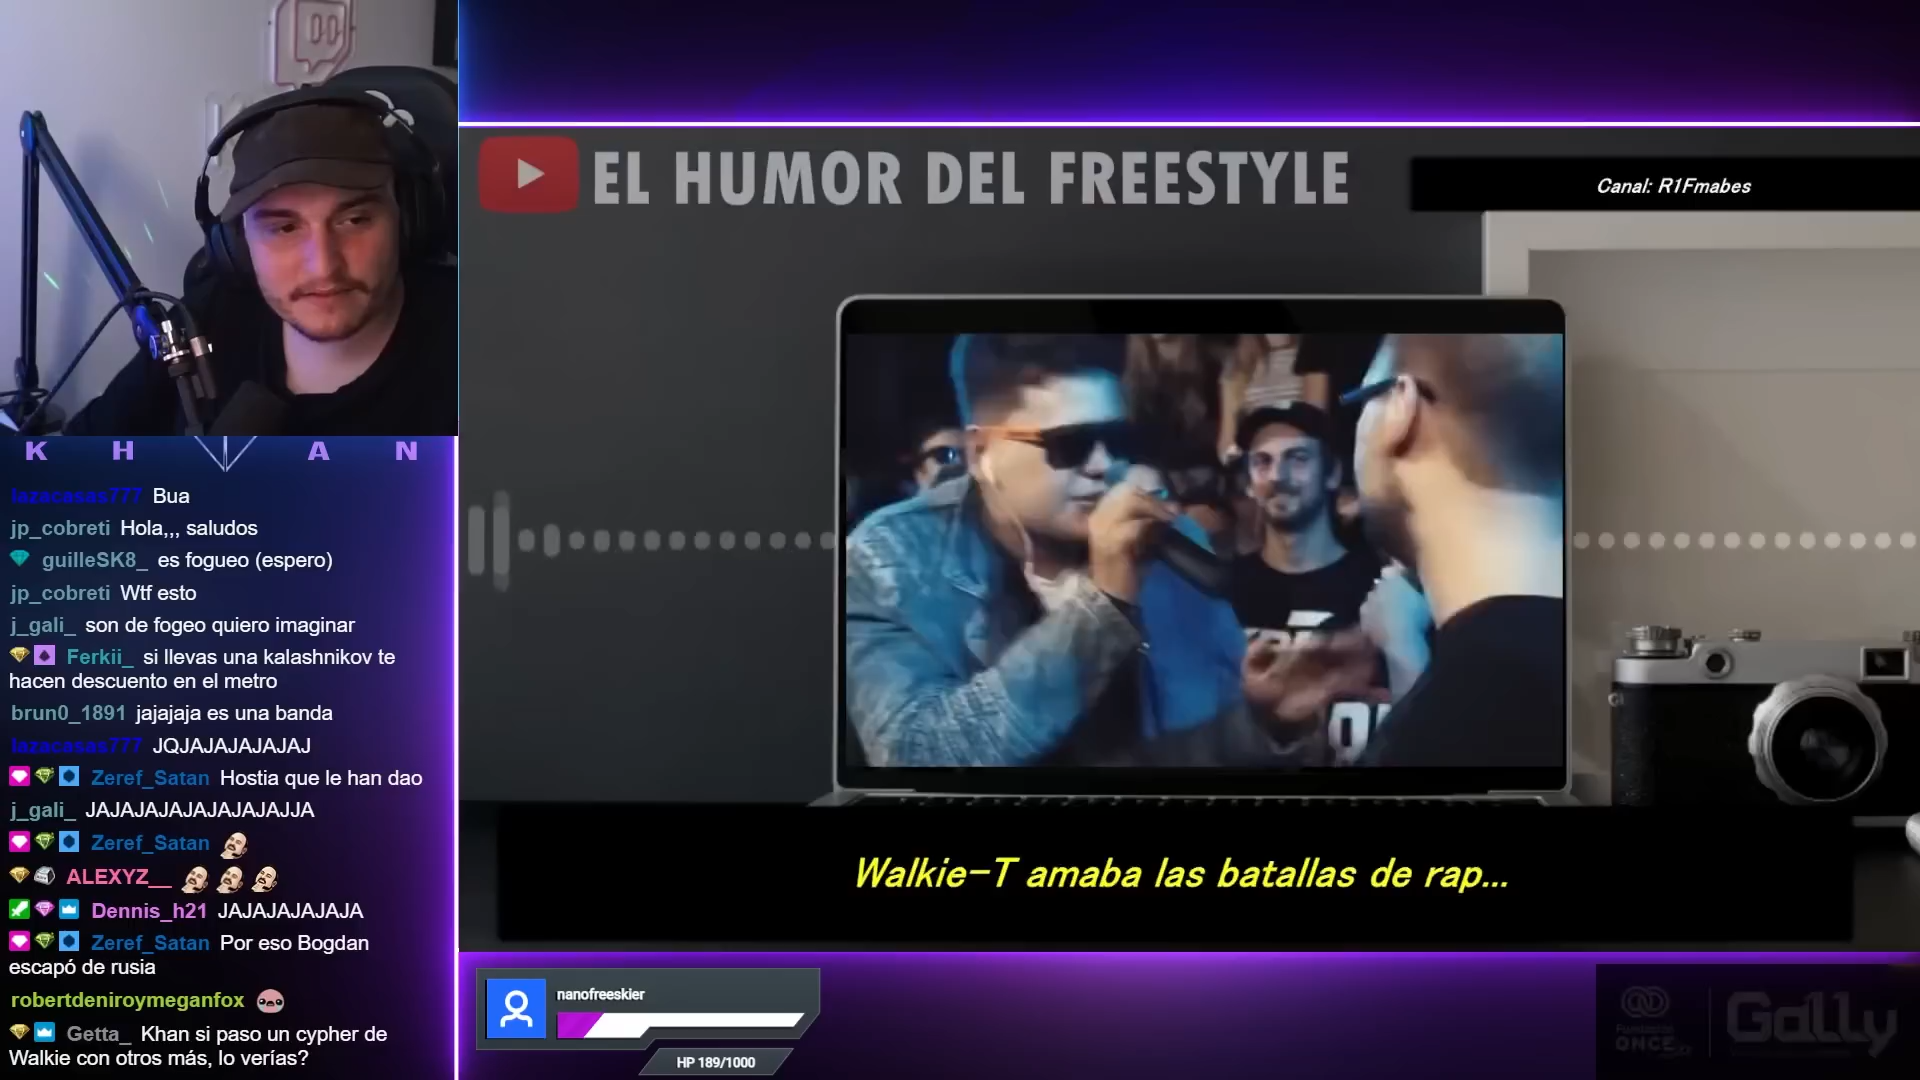 EL HUMOR DEL FREESTYLE
Canal: R1Fmabes
K H A N
lazacasas777 Bua
jp_cobreti Hola,,, saludos
guilleSK8_ es fogueo (espero)
jp_cobreti Wtf esto
j_gali_ son de fogeo quiero imaginar
Ferkii_ si llevas una kalashnikov te
hacen descuento en el metro
brun0_1891 jajajaja es una banda
lazacasas777 JQJAJAJAJAJAJ
Zeref_Satan Hostia que le han dao
j_gali_ JAJAJAJAJAJAJAJAJJA
Zeref_Satan
ALEXYZ__
Dennis_h21 JAJAJAJAJAJA
Zeref_Satan Por eso Bogdan
escapó de rusia
robertdeniroymeganfox
Getta_ Khan si paso un cypher de
Walkie con otros más, lo verías?
Walkie-T amaba las batallas de rap...
nanofreeskier
HP 189/1000
Fundación
ONCE
Gally